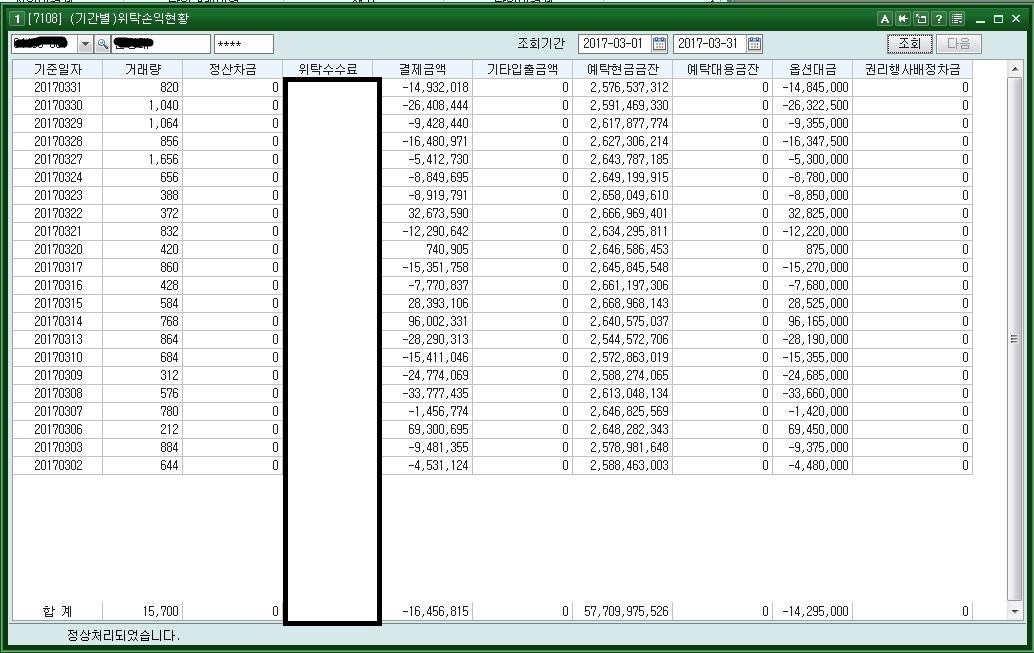 1 [7108] (기간별)위탁손익현황 A ?
**** 조회기간 2017-03-01 2017-03-31 조회 다음
기준일자 거래량 정산차금 위탁수수료 결제금액 기타입출금액 예탁현금잔 예탁대용금잔 옵션대금 권리행사배정차금
20170331 820 0 -14,932,018 0 2,576,537,312 0 -14,845,000 0
20170330 1,040 0 -26,408,444 0 2,591,469,330 0 -26,322,500 0
20170329 1,064 0 -9,428,440 0 2,617,877,774 0 -9,355,000 0
20170328 856 0 -16,480,971 0 2,627,306,214 0 -16,347,500 0
20170327 1,656 0 -5,412,730 0 2,643,787,185 0 -5,300,000 0
20170324 656 0 -8,849,695 0 2,649,199,915 0 -8,780,000 0
20170323 388 0 -8,919,791 0 2,658,049,610 0 -8,850,000 0
20170322 372 0 32,673,590 0 2,666,969,401 0 32,825,000 0
20170321 832 0 -12,290,642 0 2,634,295,811 0 -12,220,000 0
20170320 420 0 740,905 0 2,646,586,453 0 875,000 0
20170317 860 0 -15,351,758 0 2,645,845,548 0 -15,270,000 0
20170316 428 0 -7,770,837 0 2,661,197,306 0 -7,680,000 0
20170315 584 0 28,393,106 0 2,668,968,143 0 28,525,000 0
20170314 768 0 96,002,331 0 2,640,575,037 0 96,165,000 0
20170313 864 0 -28,290,313 0 2,544,572,706 0 -28,190,000 0
20170310 684 0 -15,411,046 0 2,572,863,019 0 -15,355,000 0
20170309 312 0 -24,774,069 0 2,588,274,065 0 -24,685,000 0
20170308 576 0 -33,777,435 0 2,613,048,134 0 -33,660,000 0
20170307 780 0 -1,456,774 0 2,646,825,569 0 -1,420,000 0
20170306 212 0 69,300,695 0 2,648,282,343 0 69,450,000 0
20170303 884 0 -9,481,355 0 2,578,981,648 0 -9,375,000 0
20170302 644 0 -4,531,124 0 2,588,463,003 0 -4,480,000 0
합 계 15,700 0 -16,456,815 0 57,709,975,526 0 -14,295,000 0
정상처리되었습니다.